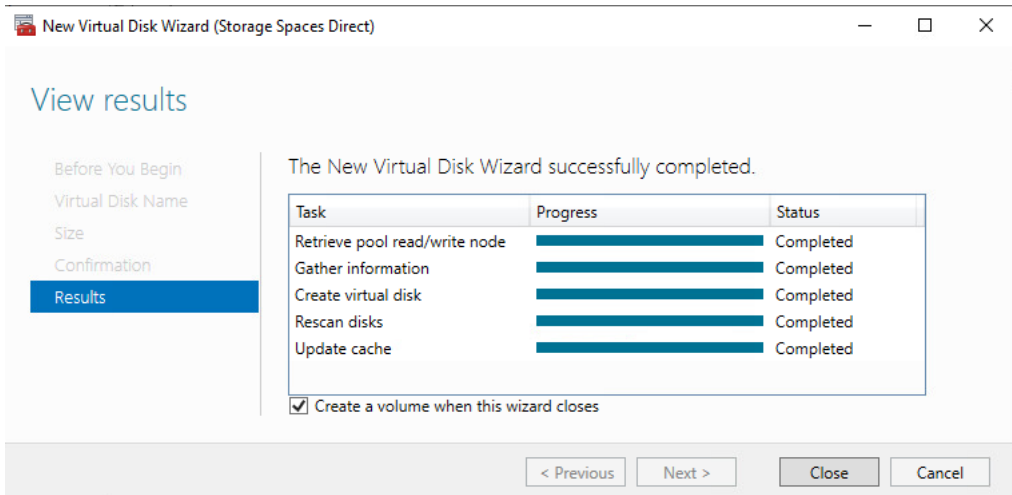 New Virtual Disk Wizard (Storage Spaces Direct)
View results
Before You Begin
Virtual Disk Name
Size
Confirmation
Results
The New Virtual Disk Wizard successfully completed.
Task Progress Status
Retrieve pool read/write node Completed
Gather information Completed
Create virtual disk Completed
Rescan disks Completed
Update cache Completed
Create a volume when this wizard closes
< Previous Next > Close Cancel